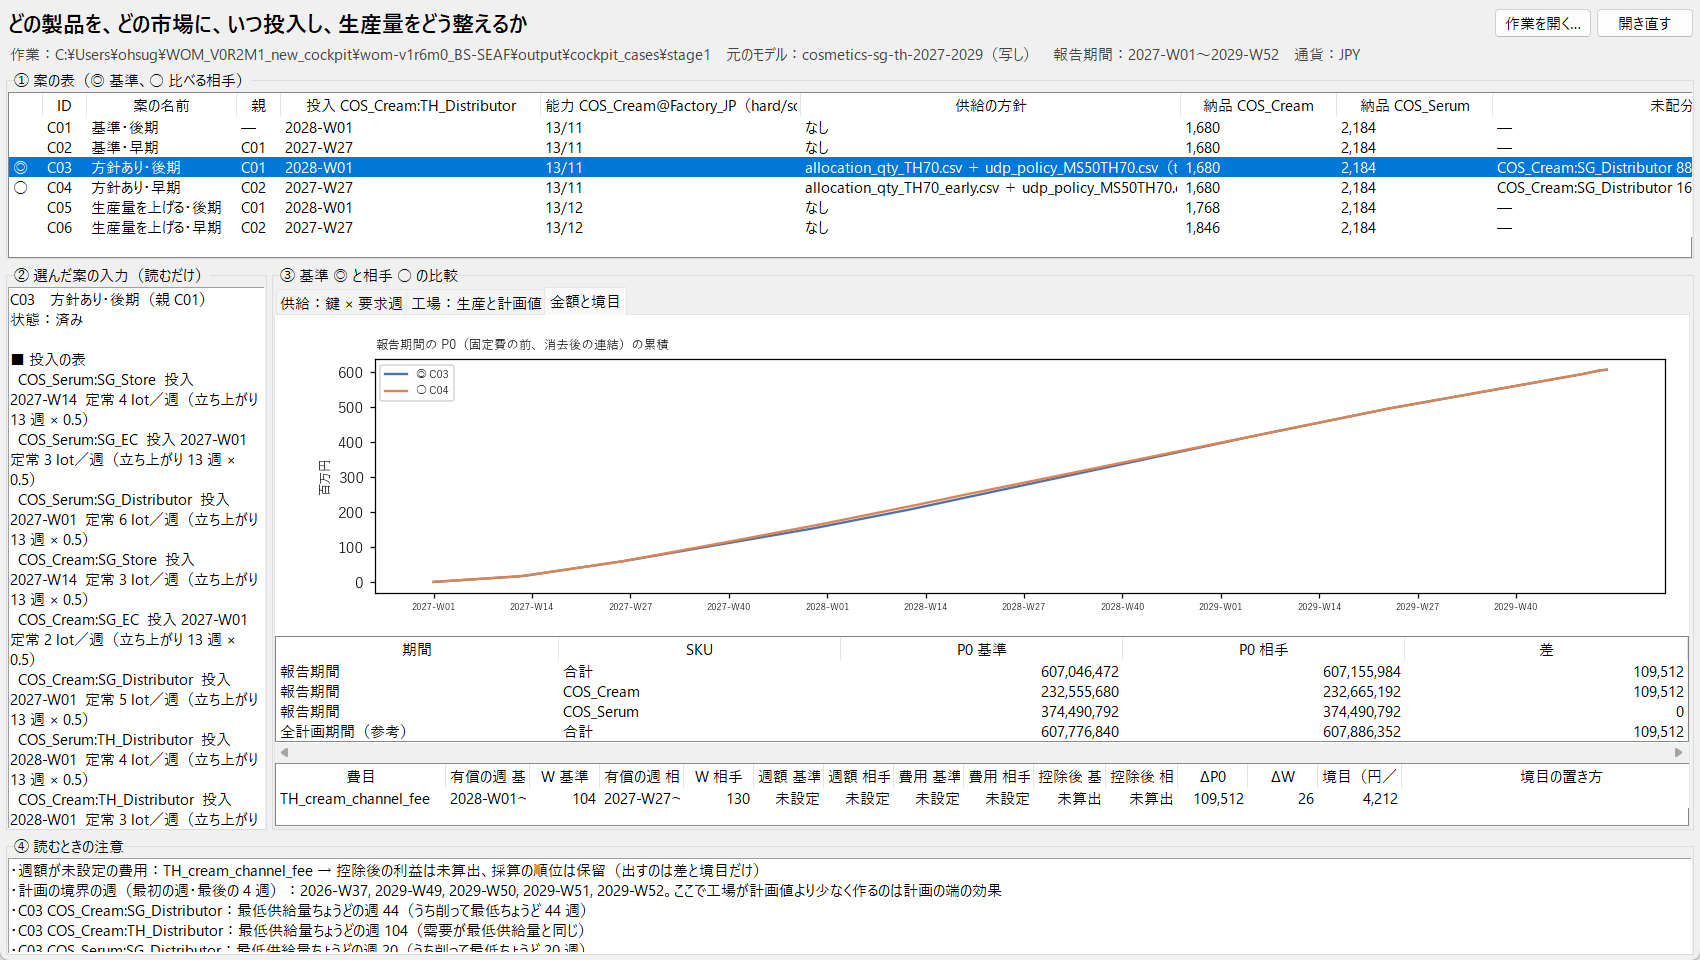 どの製品を、どの市場に、いつ投入し、生産量をどう整えるか
作業を開く... 開き直す
作業：C:¥Users¥ohsug¥WOM_V0R2M1_new_cockpit¥wom-v1r6m0_BS-SEAF¥output¥cockpit_cases¥stage1 元のモデル：cosmetics-sg-th-2027-2029（写し） 報告期間：2027-W01～2029-W52 通貨：JPY
① 案の表（◎ 基準、○ 比べる相手）
ID 案の名前 親 投入 COS_Cream:TH_Distributor 能力 COS_Cream@Factory_JP（hard/sc 供給の方針 納品 COS_Cream 納品 COS_Serum 未配分
C01 基準・後期 — 2028-W01 13/11 なし 1,680 2,184 —
C02 基準・早期 C01 2027-W27 13/11 なし 1,680 2,184 —
◎ C03 方針あり・後期 C01 2028-W01 13/11 allocation_qty_TH70.csv ＋ udp_policy_MS50TH70.csv（t 1,680 2,184 COS_Cream:SG_Distributor 88
○ C04 方針あり・早期 C02 2027-W27 13/11 allocation_qty_TH70_early.csv ＋ udp_policy_MS50TH70.c 1,680 2,184 COS_Cream:SG_Distributor 16
C05 生産量を上げる・後期 C01 2028-W01 13/12 なし 1,768 2,184 —
C06 生産量を上げる・早期 C02 2027-W27 13/12 なし 1,846 2,184 —
② 選んだ案の入力（読むだけ）
C03 方針あり・後期（親 C01）
状態：済み
■ 投入の表
COS_Serum:SG_Store 投入
2027-W14 定常 4 lot／週（立ち上がり
13 週 × 0.5）
COS_Serum:SG_EC 投入 2027-W01
定常 3 lot／週（立ち上がり 13 週 ×
0.5）
COS_Serum:SG_Distributor 投入
2027-W01 定常 6 lot／週（立ち上がり
13 週 × 0.5）
COS_Cream:SG_Store 投入
2027-W14 定常 3 lot／週（立ち上がり
13 週 × 0.5）
COS_Cream:SG_EC 投入 2027-W01
定常 2 lot／週（立ち上がり 13 週 ×
0.5）
COS_Cream:SG_Distributor 投入
2027-W01 定常 5 lot／週（立ち上がり
13 週 × 0.5）
COS_Serum:TH_Distributor 投入
2028-W01 定常 4 lot／週（立ち上がり
13 週 × 0.5）
COS_Cream:TH_Distributor 投入
2028-W01 定常 3 lot／週（立ち上がり
③ 基準 ◎ と相手 ○ の比較
供給：鍵 × 要求週 工場：生産と計画値 金額と境目
報告期間の P0（固定費の前、消去後の連結）の累積
◎ C03
○ C04
百万円
600
500
400
300
200
100
0
2027-W01 2027-W14 2027-W27 2027-W40 2028-W01 2028-W14 2028-W27 2028-W40 2029-W01 2029-W14 2029-W27 2029-W40
期間 SKU P0 基準 P0 相手 差
報告期間 合計 607,046,472 607,155,984 109,512
報告期間 COS_Cream 232,555,680 232,665,192 109,512
報告期間 COS_Serum 374,490,792 374,490,792 0
全計画期間（参考） 合計 607,776,840 607,886,352 109,512
費目 有償の週 基 W 基準 有償の週 相 W 相手 週額 基準 週額 相手 費用 基準 費用 相手 控除後 基 控除後 相 ΔP0 ΔW 境目（円／ 境目の置き方
TH_cream_channel_fee 2028-W01～ 104 2027-W27～ 130 未設定 未設定 未設定 未設定 未算出 未算出 109,512 26 4,212
④ 読むときの注意
・週額が未設定の費用：TH_cream_channel_fee → 控除後の利益は未算出、採算の順位は保留（出すのは差と境目だけ）
・計画の境界の週（最初の週・最後の 4 週）：2026-W37, 2029-W49, 2029-W50, 2029-W51, 2029-W52。ここで工場が計画値より少なく作るのは計画の端の効果
・C03 COS_Cream:SG_Distributor：最低供給量ちょうどの週 44（うち削って最低ちょうど 44 週）
・C03 COS_Cream:TH_Distributor：最低供給量ちょうどの週 104（需要が最低供給量と同じ）
・C03 COS_Serum:SG_Distributor：最低供給量ちょうどの週 20（うち削って最低ちょうど 20 週）